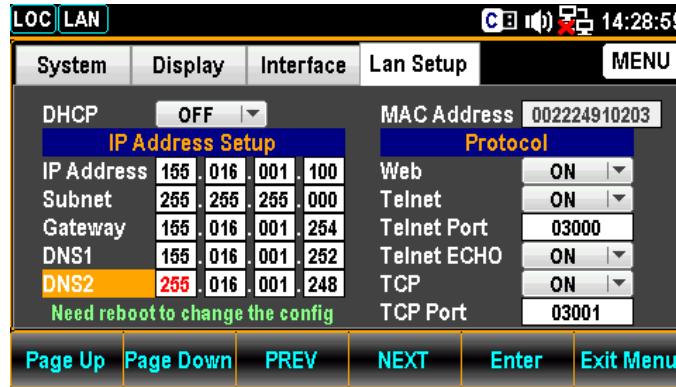 LOC LAN C 14:28:59
System Display Interface Lan Setup MENU
DHCP OFF
IP Address Setup
IP Address 155.016.001.100
Subnet 255.255.255.000
Gateway 155.016.001.254
DNS1 155.016.001.252
DNS2 255.016.001.248
Need reboot to change the config
MAC Address 002224910203
Protocol
Web ON
Telnet ON
Telnet Port 03000
Telnet ECHO ON
TCP ON
TCP Port 03001
Page Up Page Down PREV NEXT Enter Exit Menu